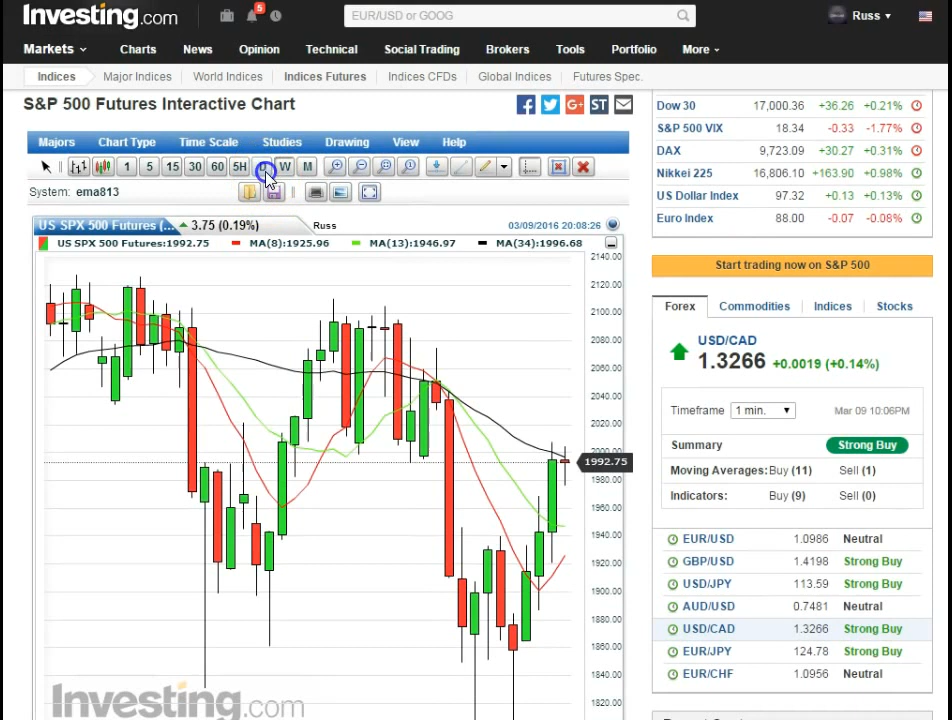 Investing.com 5 EUR/USD or GOOG Russ
Markets Charts News Opinion Technical Social Trading Brokers Tools Portfolio More
Indices Major Indices World Indices Indices Futures Indices CFDs Global Indices Futures Spec.
S&P 500 Futures Interactive Chart
G+ ST
Majors Chart Type Time Scale Studies Drawing View Help
1 5 15 30 60 5H D W M
System: ema813
US SPX 500 Futures (... 3.75 (0.19%) Russ 03/09/2016 20:08:26
US SPX 500 Futures:1992.75 MA(8):1925.96 MA(13):1946.97 MA(34):1996.68
2140.00
2120.00
2100.00
2080.00
2060.00
2040.00
2020.00
2000.00
1992.75
1980.00
1960.00
1940.00
1920.00
1900.00
1880.00
1860.00
1840.00
1820.00
Investing.com
Dow 30 17,000.36 +36.26 +0.21%
S&P 500 VIX 18.34 -0.33 -1.77%
DAX 9,723.09 +30.27 +0.31%
Nikkei 225 16,806.10 +163.90 +0.98%
US Dollar Index 97.32 +0.13 +0.13%
Euro Index 88.00 -0.07 -0.08%
Start trading now on S&P 500
Forex Commodities Indices Stocks
USD/CAD
1.3266 +0.0019 (+0.14%)
Timeframe 1 min. Mar 09 10:06PM
Summary Strong Buy
Moving Averages: Buy (11) Sell (1)
Indicators: Buy (9) Sell (0)
EUR/USD 1.0986 Neutral
GBP/USD 1.4198 Strong Buy
USD/JPY 113.59 Strong Buy
AUD/USD 0.7481 Neutral
USD/CAD 1.3266 Strong Buy
EUR/JPY 124.78 Strong Buy
EUR/CHF 1.0956 Neutral